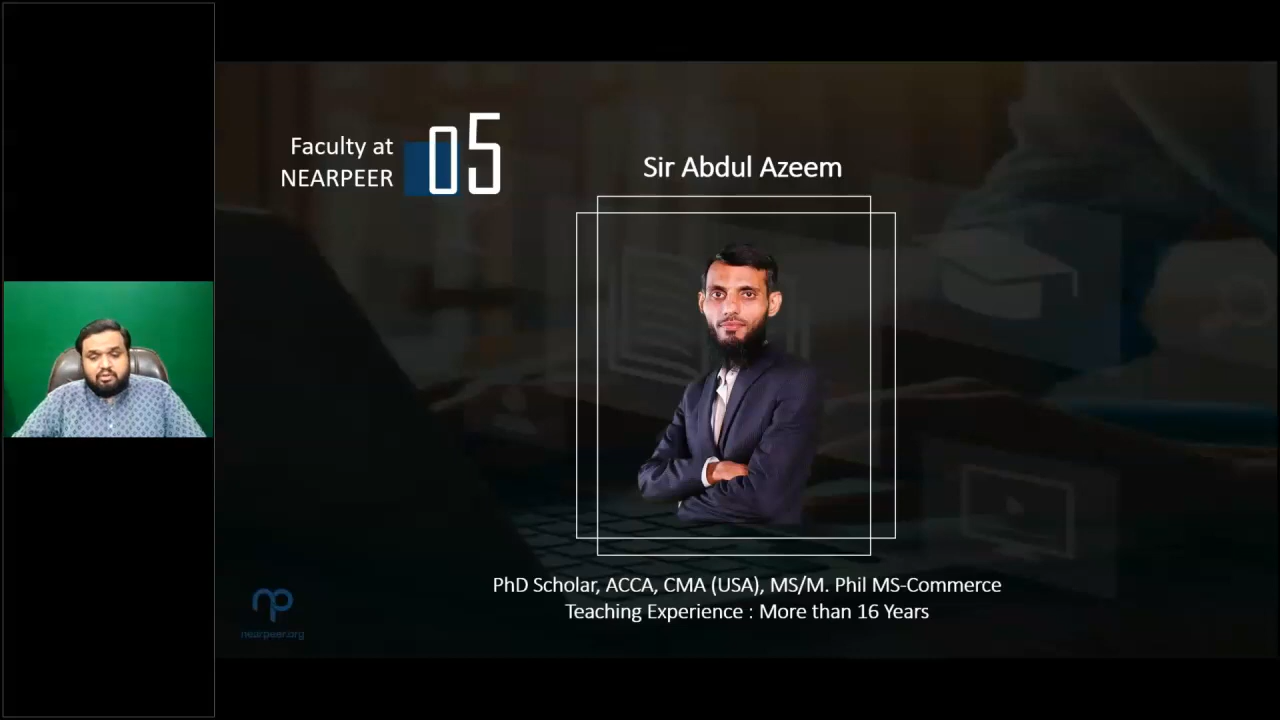 Faculty at
NEARPEER
05
Sir Abdul Azeem
PhD Scholar, ACCA, CMA (USA), MS/M. Phil MS-Commerce
Teaching Experience : More than 16 Years
np
nearpeer.org